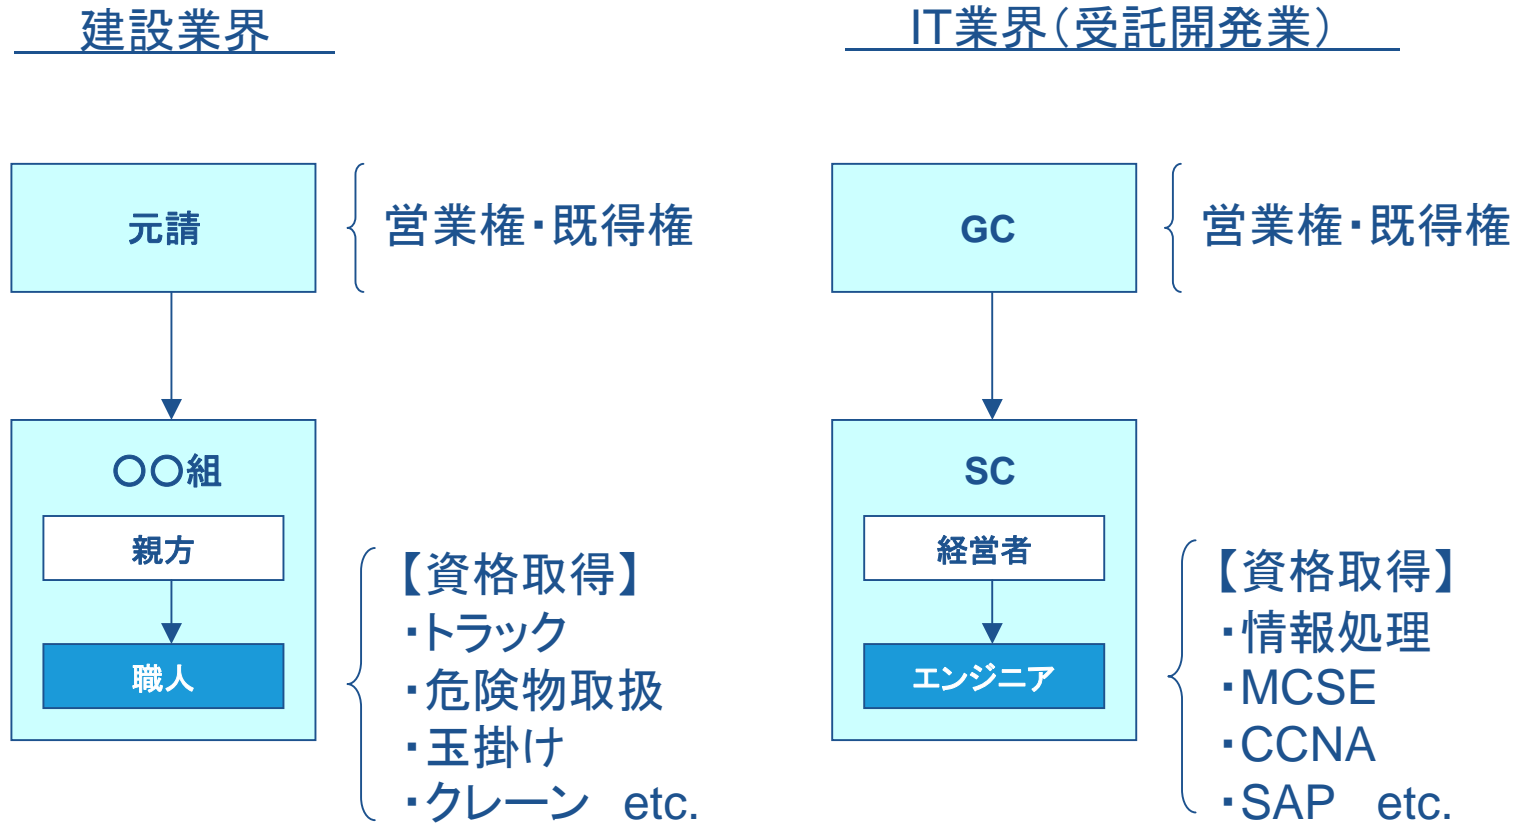 建設業界
元請
営業権・既得権
〇〇組
親方
職人
【資格取得】
・トラック
・危険物取扱
・玉掛け
・クレーン etc.
IT業界(受託開発業)
GC
営業権・既得権
SC
経営者
エンジニア
【資格取得】
・情報処理
・MCSE
・CCNA
・SAP etc.